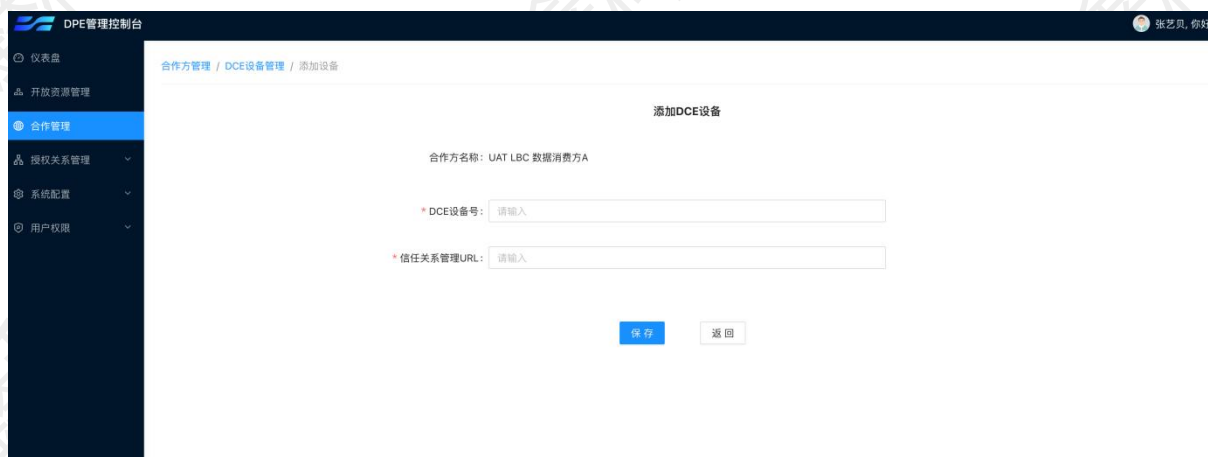 DPE管理控制台
张艺贝, 你好
仪表盘
开放资源管理
合作管理
授权关系管理
系统配置
用户权限
合作方管理 / DCE设备管理 / 添加设备
添加DCE设备
合作方名称: UAT LBC 数据消费方A
* DCE设备号: 请输入
* 信任关系管理URL: 请输入
保 存 返 回